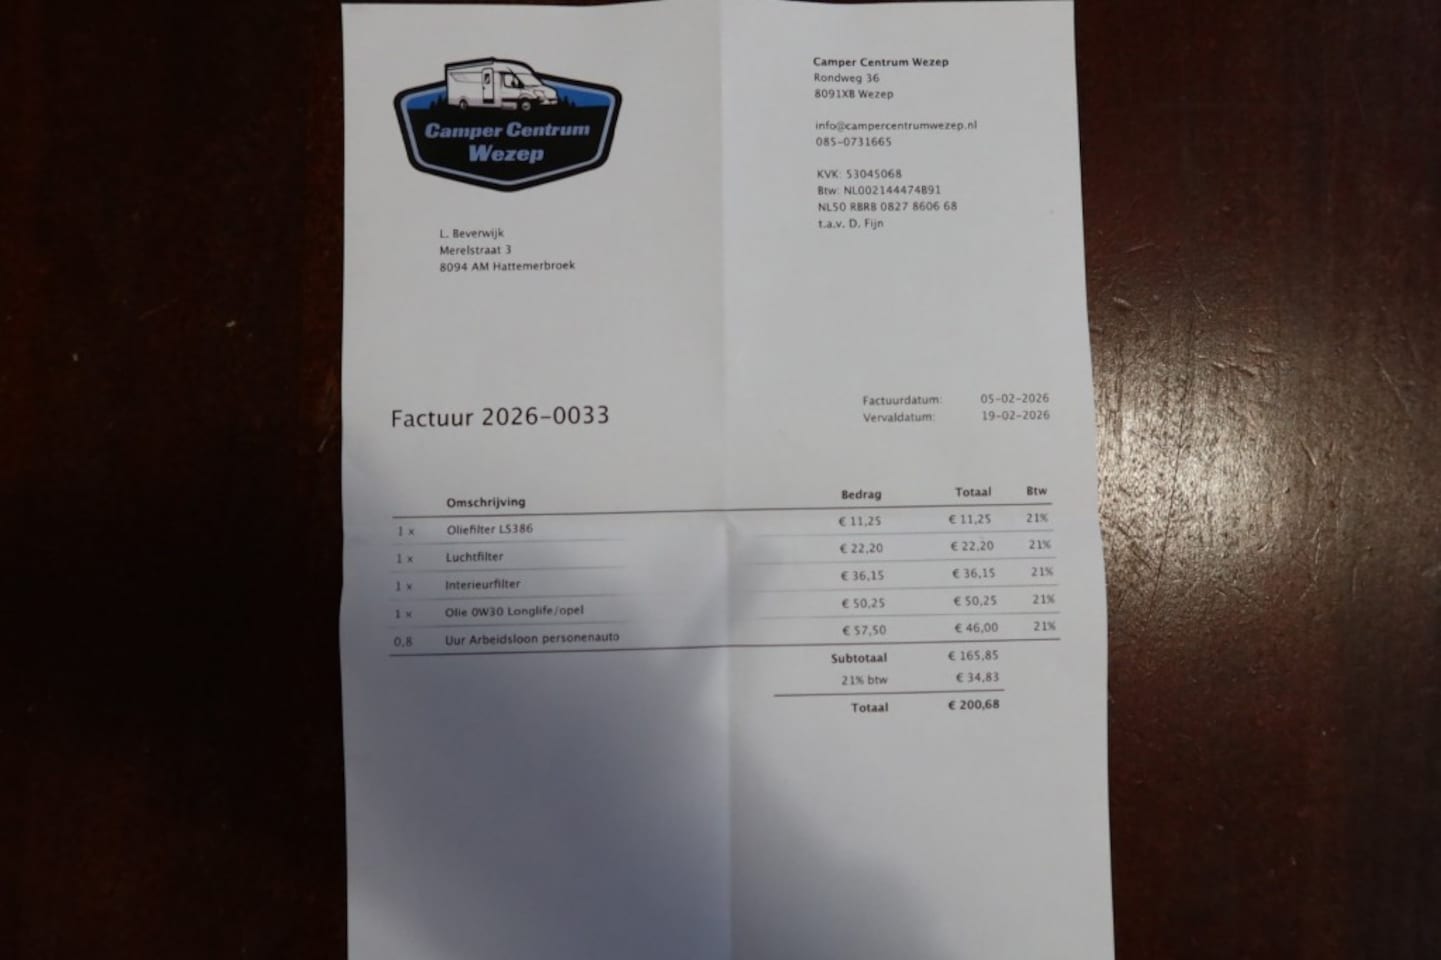 Camper Centrum
Wezep
Camper Centrum Wezep
Rondweg 36
8091XB Wezep
info@campercentrumwezep.nl
085-0731665
KVK: 53045068
Btw: NL002144474B91
NL50 RBRB 0827 8606 68
t.a.v. D. Fijn
L. Beverwijk
Merelstraat 3
8094 AM Hattemerbroek
Factuur 2026-0033
Factuurdatum: 05-02-2026
Vervaldatum: 19-02-2026
Omschrijving Bedrag Totaal Btw
1 x Oliefilter LS386 € 11,25 € 11,25 21%
1 x Luchtfilter € 22,20 € 22,20 21%
1 x Interieurfilter € 36,15 € 36,15 21%
1 x Olie 0W30 Longlife/opel € 50,25 € 50,25 21%
0,8 Uur Arbeidsloon personenauto € 57,50 € 46,00 21%
Subtotaal € 165,85
21% btw € 34,83
Totaal € 200,68